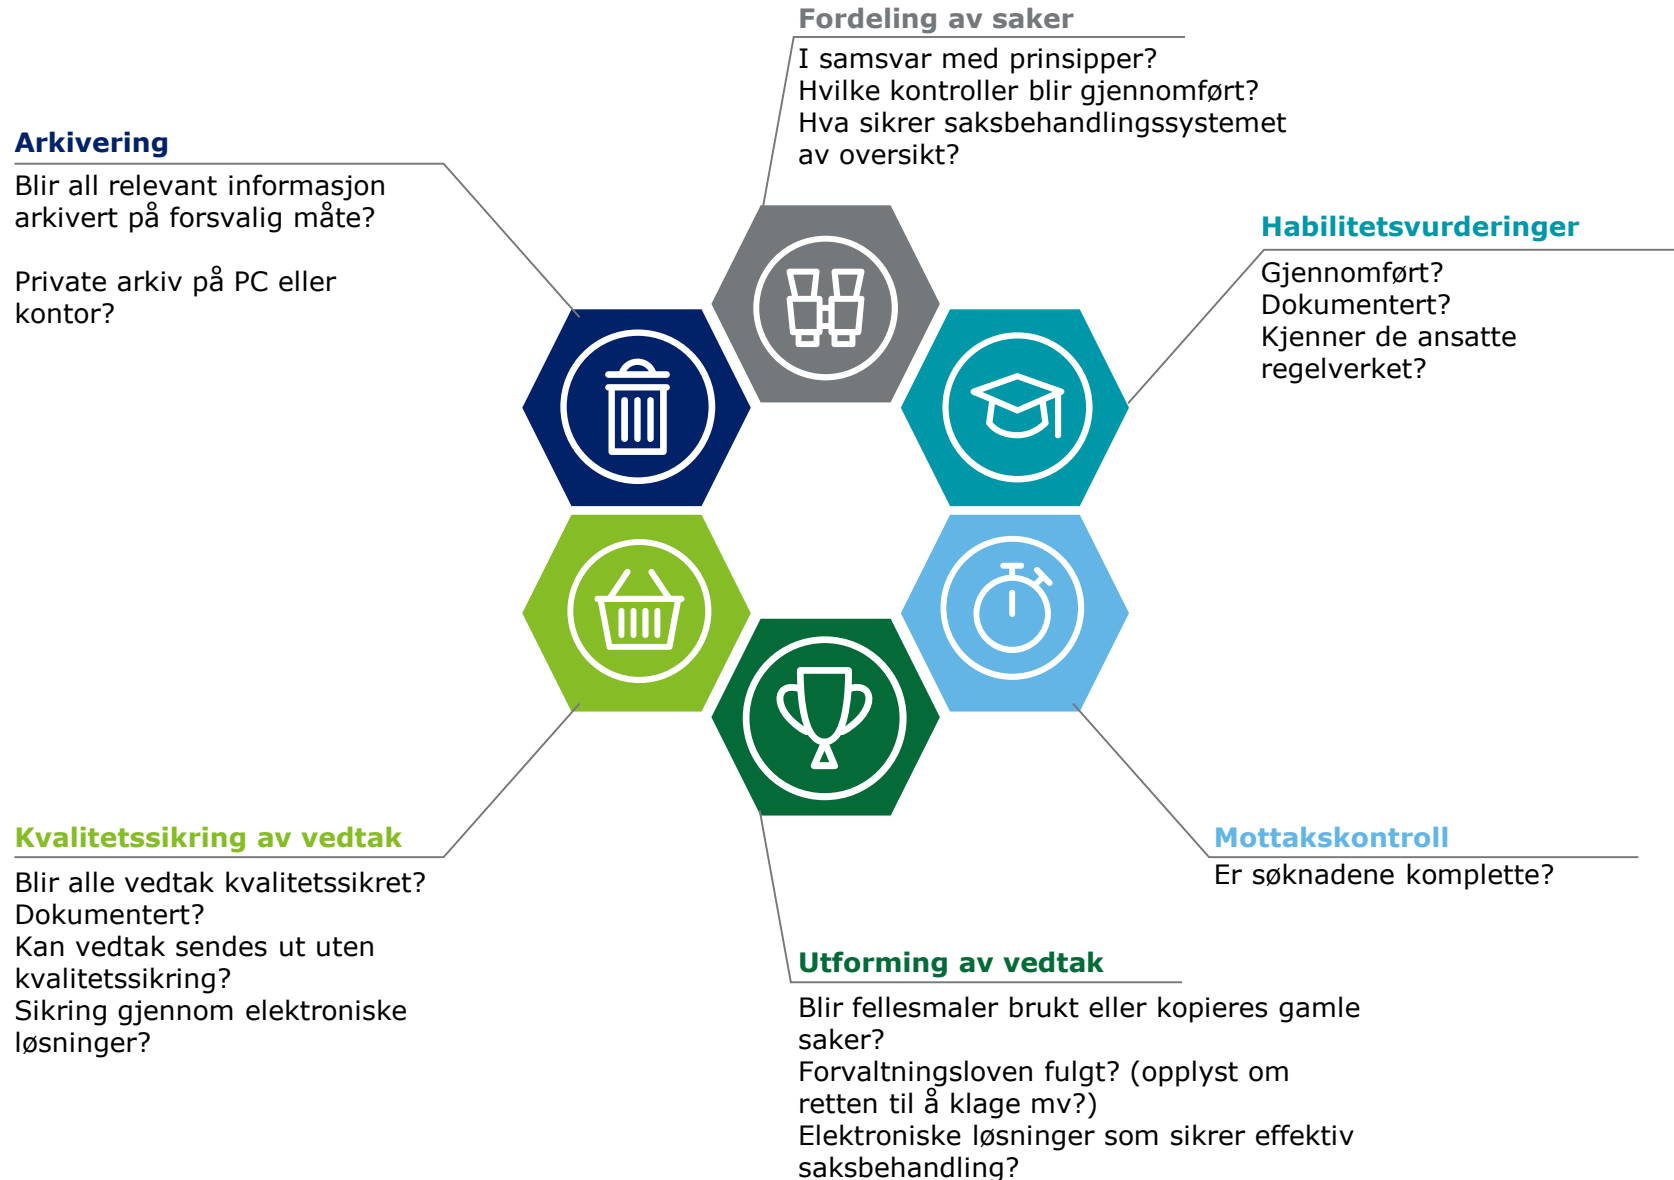 Fordeling av saker
I samsvar med prinsipper?
Hvilke kontroller blir gjennomført?
Hva sikrer saksbehandlingssystemet
av oversikt?
Habilitetsvurderinger
Gjennomført?
Dokumentert?
Kjenner de ansatte
regelverket?
Mottakskontroll
Er søknadene komplette?
Utforming av vedtak
Blir fellesmaler brukt eller kopieres gamle
saker?
Forvaltningsloven fulgt? (opplyst om
retten til å klage mv?)
Elektroniske løsninger som sikrer effektiv
saksbehandling?
Kvalitetssikring av vedtak
Blir alle vedtak kvalitetssikret?
Dokumentert?
Kan vedtak sendes ut uten
kvalitetssikring?
Sikring gjennom elektroniske
løsninger?
Arkivering
Blir all relevant informasjon
arkivert på forsvalig måte?
Private arkiv på PC eller
kontor?